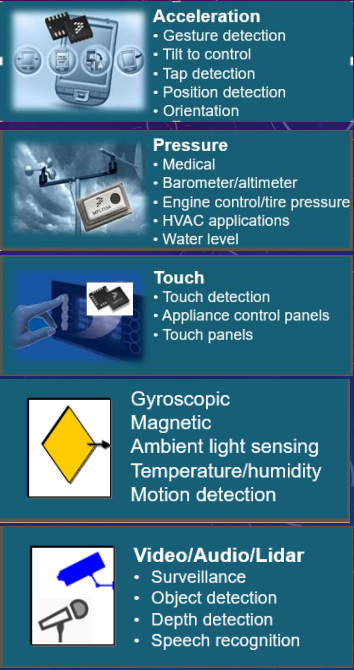 Acceleration
• Gesture detection
• Tilt to control
• Tap detection
• Position detection
• Orientation
Pressure
• Medical
• Barometer/altimeter
• Engine control/tire pressure
• HVAC applications
• Water level
Touch
• Touch detection
• Appliance control panels
• Touch panels
Gyroscopic
Magnetic
Ambient light sensing
Temperature/humidity
Motion detection
Video/Audio/Lidar
• Surveillance
• Object detection
• Depth detection
• Speech recognition